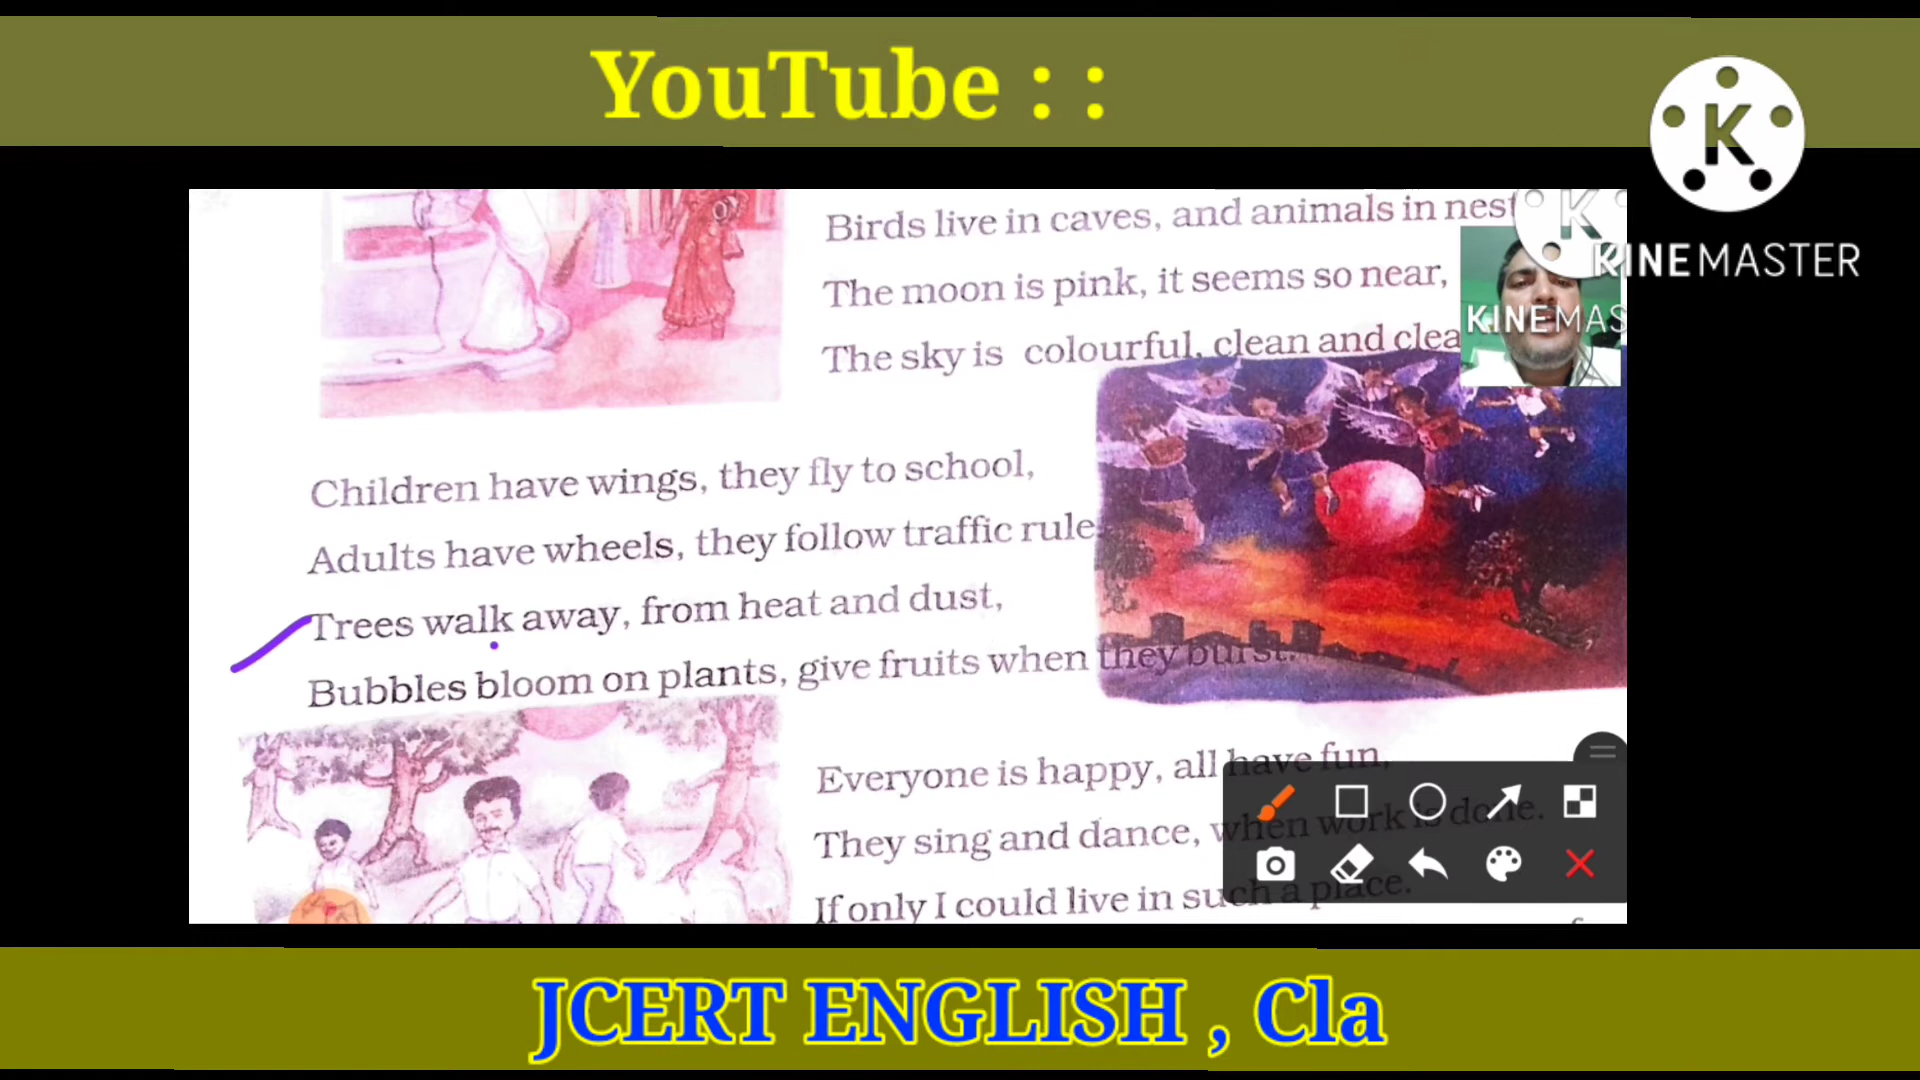 YouTube : :
K
KINEMASTER
Birds live in caves, and animals in nest
The moon is pink, it seems so near,
The sky is colourful, clean and clea
KINEMAS
Children have wings, they fly to school,
Adults have wheels, they follow traffic rule
Trees walk away, from heat and dust,
Bubbles bloom on plants, give fruits when they burst.
Everyone is happy, all have fun,
They sing and dance, when work is done.
If only I could live in such a place.
JCERT ENGLISH , Cla